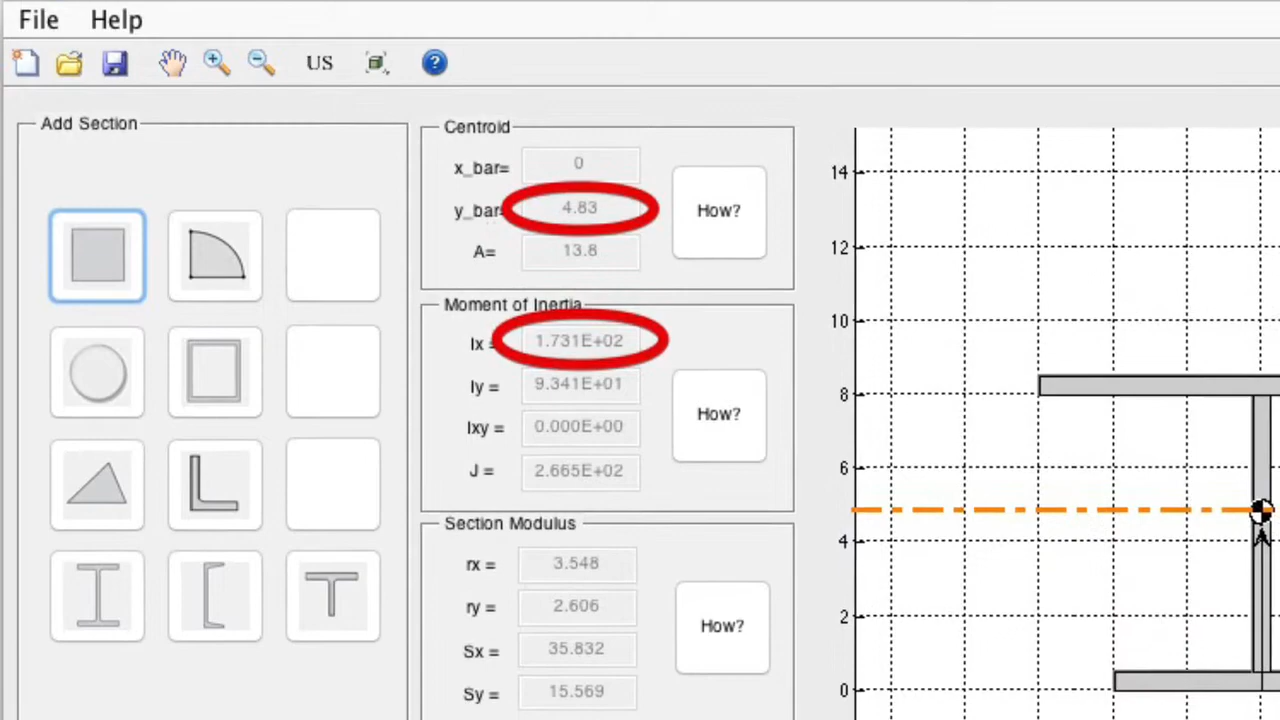 File Help
US ?
Add Section
Centroid
x_bar= 0
y_bar= 4.83
A= 13.8
How?
Moment of Inertia
Ix = 1.731E+02
Iy = 9.341E+01
Ixy = 0.000E+00
J = 2.665E+02
How?
Section Modulus
rx = 3.548
ry = 2.606
Sx = 35.832
Sy = 15.569
How?
14
12
10
8
6
4
2
0